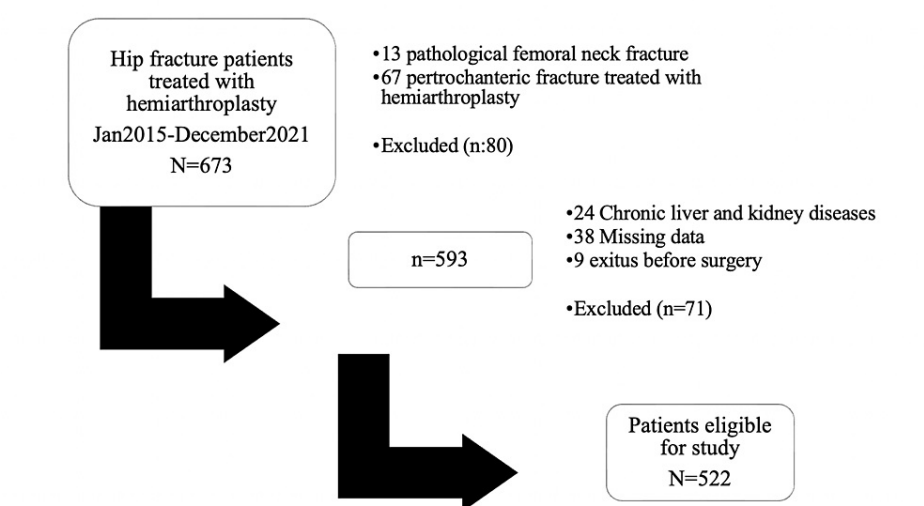 Hip fracture patients
treated with
hemiarthroplasty
Jan2015-December2021
N=673
•13 pathological femoral neck fracture
•67 pertrochanteric fracture treated with
hemiarthroplasty
•Excluded (n:80)
n=593
•24 Chronic liver and kidney diseases
•38 Missing data
•9 exitus before surgery
•Excluded (n=71)
Patients eligible
for study
N=522